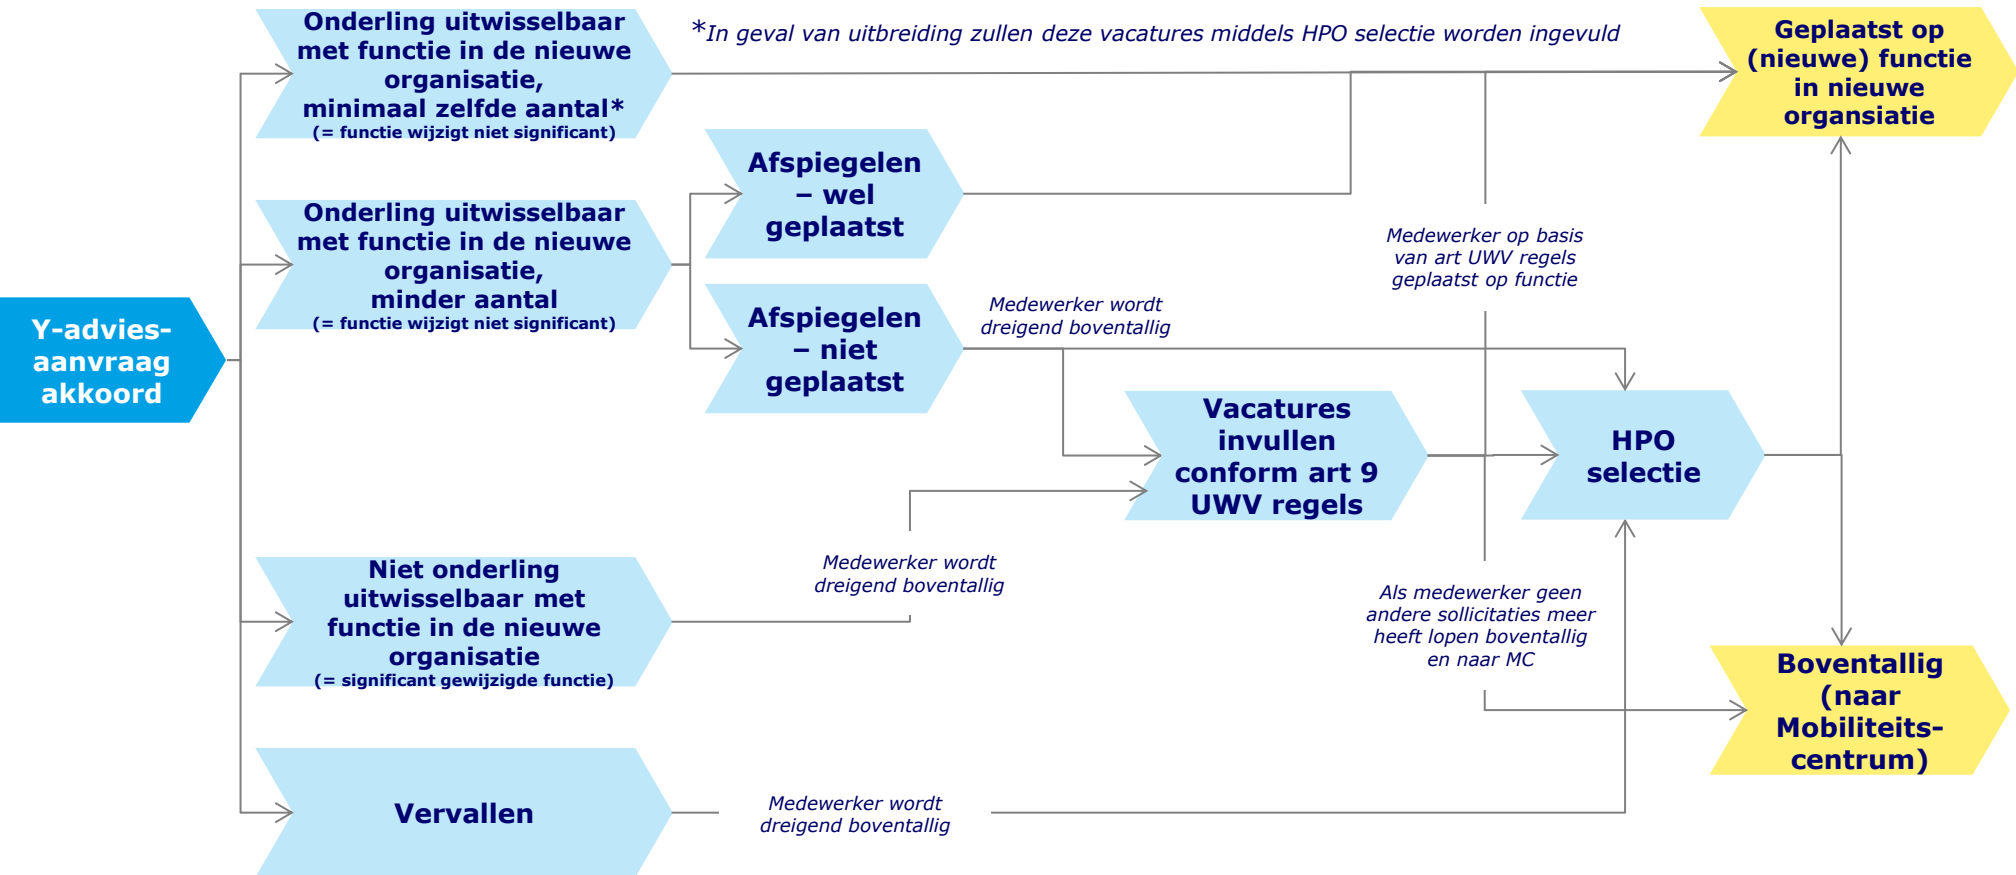 Onderling uitwisselbaar
met functie in de nieuwe
organisatie,
minimaal zelfde aantal*
(= functie wijzigt niet significant)
*In geval van uitbreiding zullen deze vacatures middels HPO selectie worden ingevuld
Geplaatst op
(nieuwe) functie
in nieuwe
organsiatie
Afspiegelen
– wel
geplaatst
Onderling uitwisselbaar
met functie in de nieuwe
organisatie,
minder aantal
(= functie wijzigt niet significant)
Medewerker op basis
van art UWV regels
geplaatst op functie
Afspiegelen
– niet
geplaatst
Medewerker wordt
dreigend boventallig
Y-advies-
aanvraag
akkoord
Vacatures
invullen
conform art 9
UWV regels
HPO
selectie
Niet onderling
uitwisselbaar met
functie in de nieuwe
organisatie
(= significant gewijzigde functie)
Medewerker wordt
dreigend boventallig
Als medewerker geen
andere sollicitaties meer
heeft lopen boventallig
en naar MC
Boventallig
(naar
Mobiliteits-
centrum)
Vervallen
Medewerker wordt
dreigend boventallig